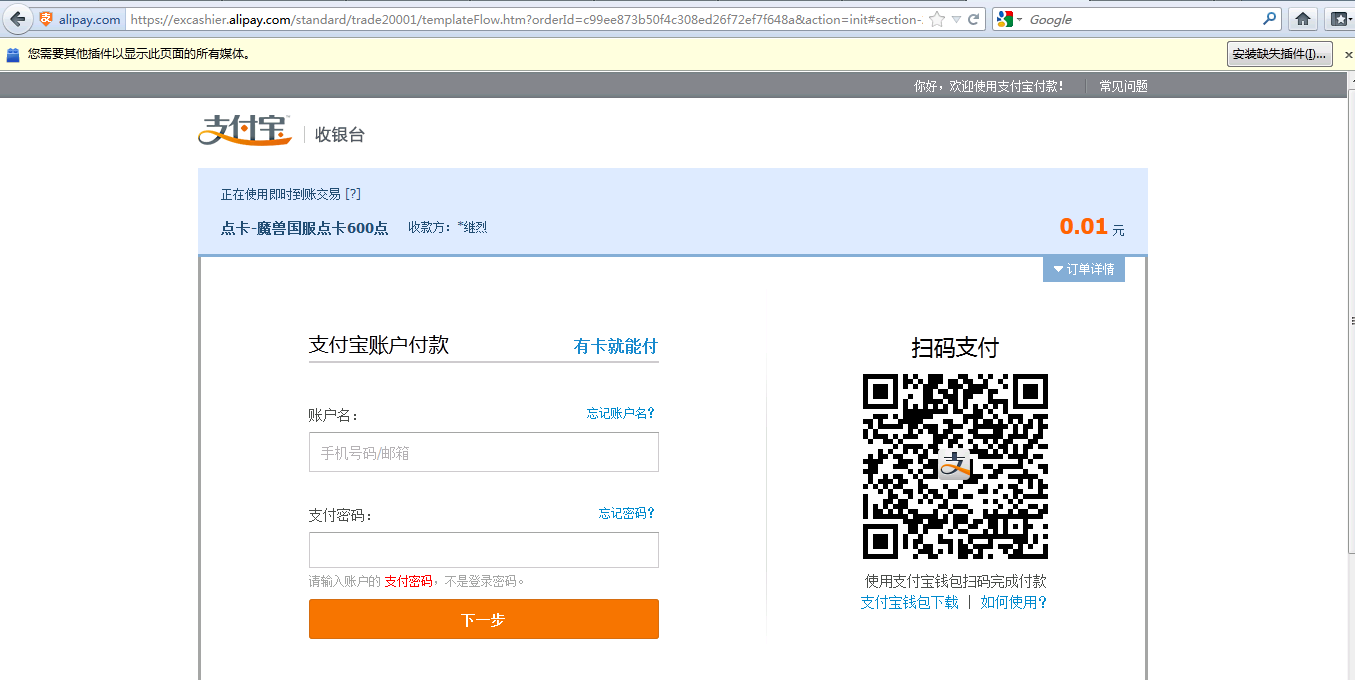 alipay.com https://excashier.alipay.com/standard/trade20001/templateFlow.htm?orderId=c99ee873b50f4c308ed26f72ef7f648a&action=init#section-. Google
您需要其他插件以显示此页面的所有媒体。 安装缺失插件(I)...
你好，欢迎使用支付宝付款！ 常见问题
支付宝 收银台
正在使用即时到账交易 [?]
点卡-魔兽国服点卡600点 收款方：*维烈 0.01 元
订单详情
支付宝账户付款 有卡就能付 扫码支付
账户名： 忘记账户名？
手机号码/邮箱
支
支付密码： 忘记密码？
请输入账户的 支付密码，不是登录密码。
使用支付宝钱包扫码完成付款
支付宝钱包下载 | 如何使用？
下一步